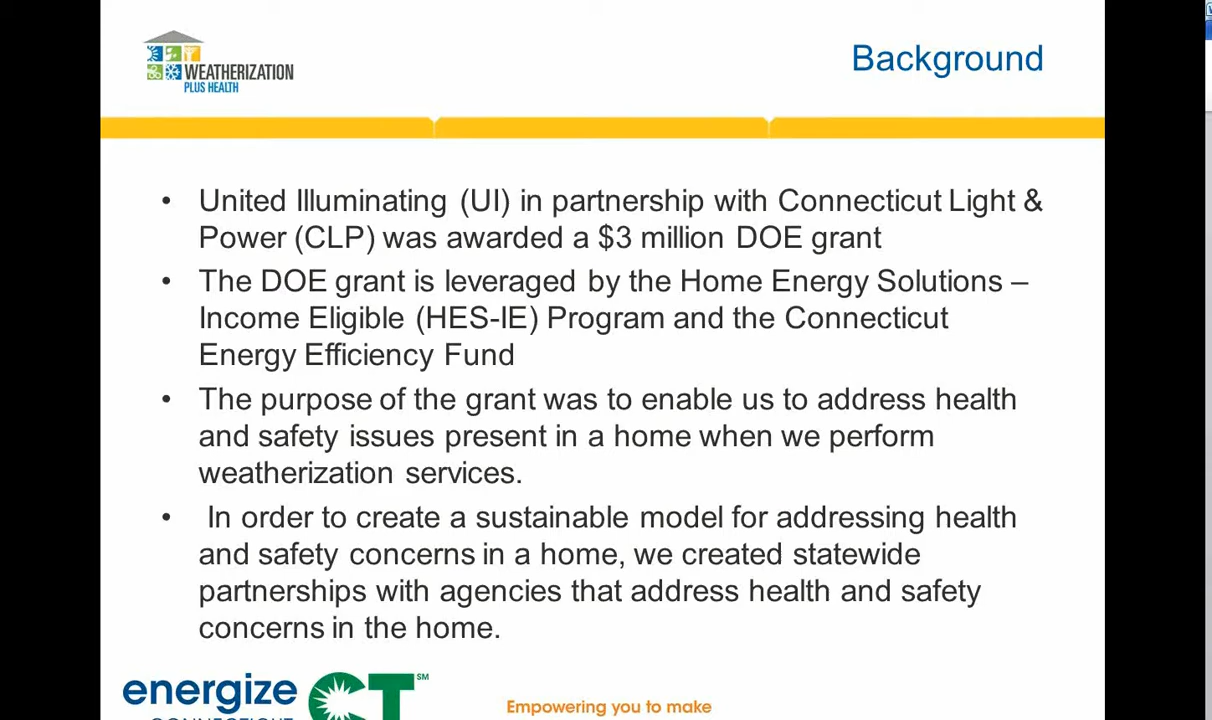 WEATHERIZATION
PLUS HEALTH
Background
• United Illuminating (UI) in partnership with Connecticut Light &
Power (CLP) was awarded a $3 million DOE grant
• The DOE grant is leveraged by the Home Energy Solutions –
Income Eligible (HES-IE) Program and the Connecticut
Energy Efficiency Fund
• The purpose of the grant was to enable us to address health
and safety issues present in a home when we perform
weatherization services.
• In order to create a sustainable model for addressing health
and safety concerns in a home, we created statewide
partnerships with agencies that address health and safety
concerns in the home.
energize CT SM
CONNECTICUT
Empowering you to make